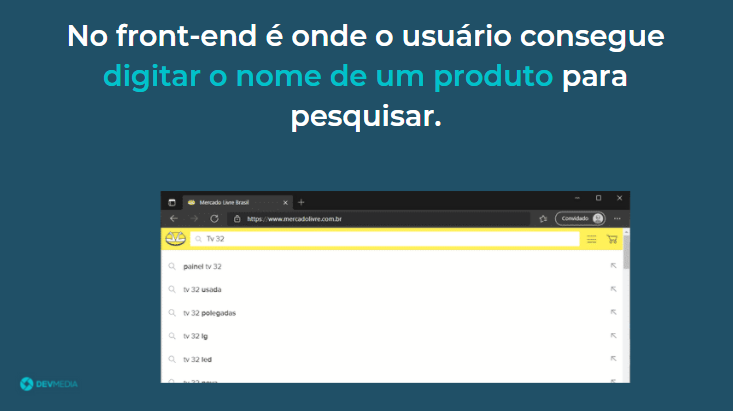 No front-end é onde o usuário consegue
digitar o nome de um produto para
pesquisar.
Mercado Livre Brasil
https://www.mercadolivre.com.br
Convidado
Tv 32
painel tv 32
tv 32 usada
tv 32 polegadas
tv 32 lg
tv 32 led
DEVMEDIA